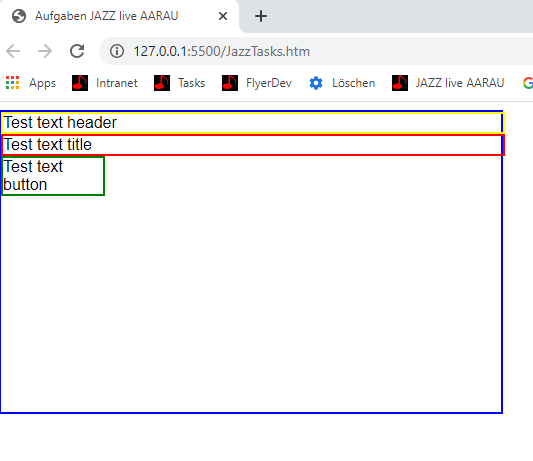 Aufgaben JAZZ live AARAU
127.0.0.1:5500/JazzTasks.htm
Apps Intranet Tasks FlyerDev Löschen JAZZ live AARAU
Test text header
Test text title
Test text
button